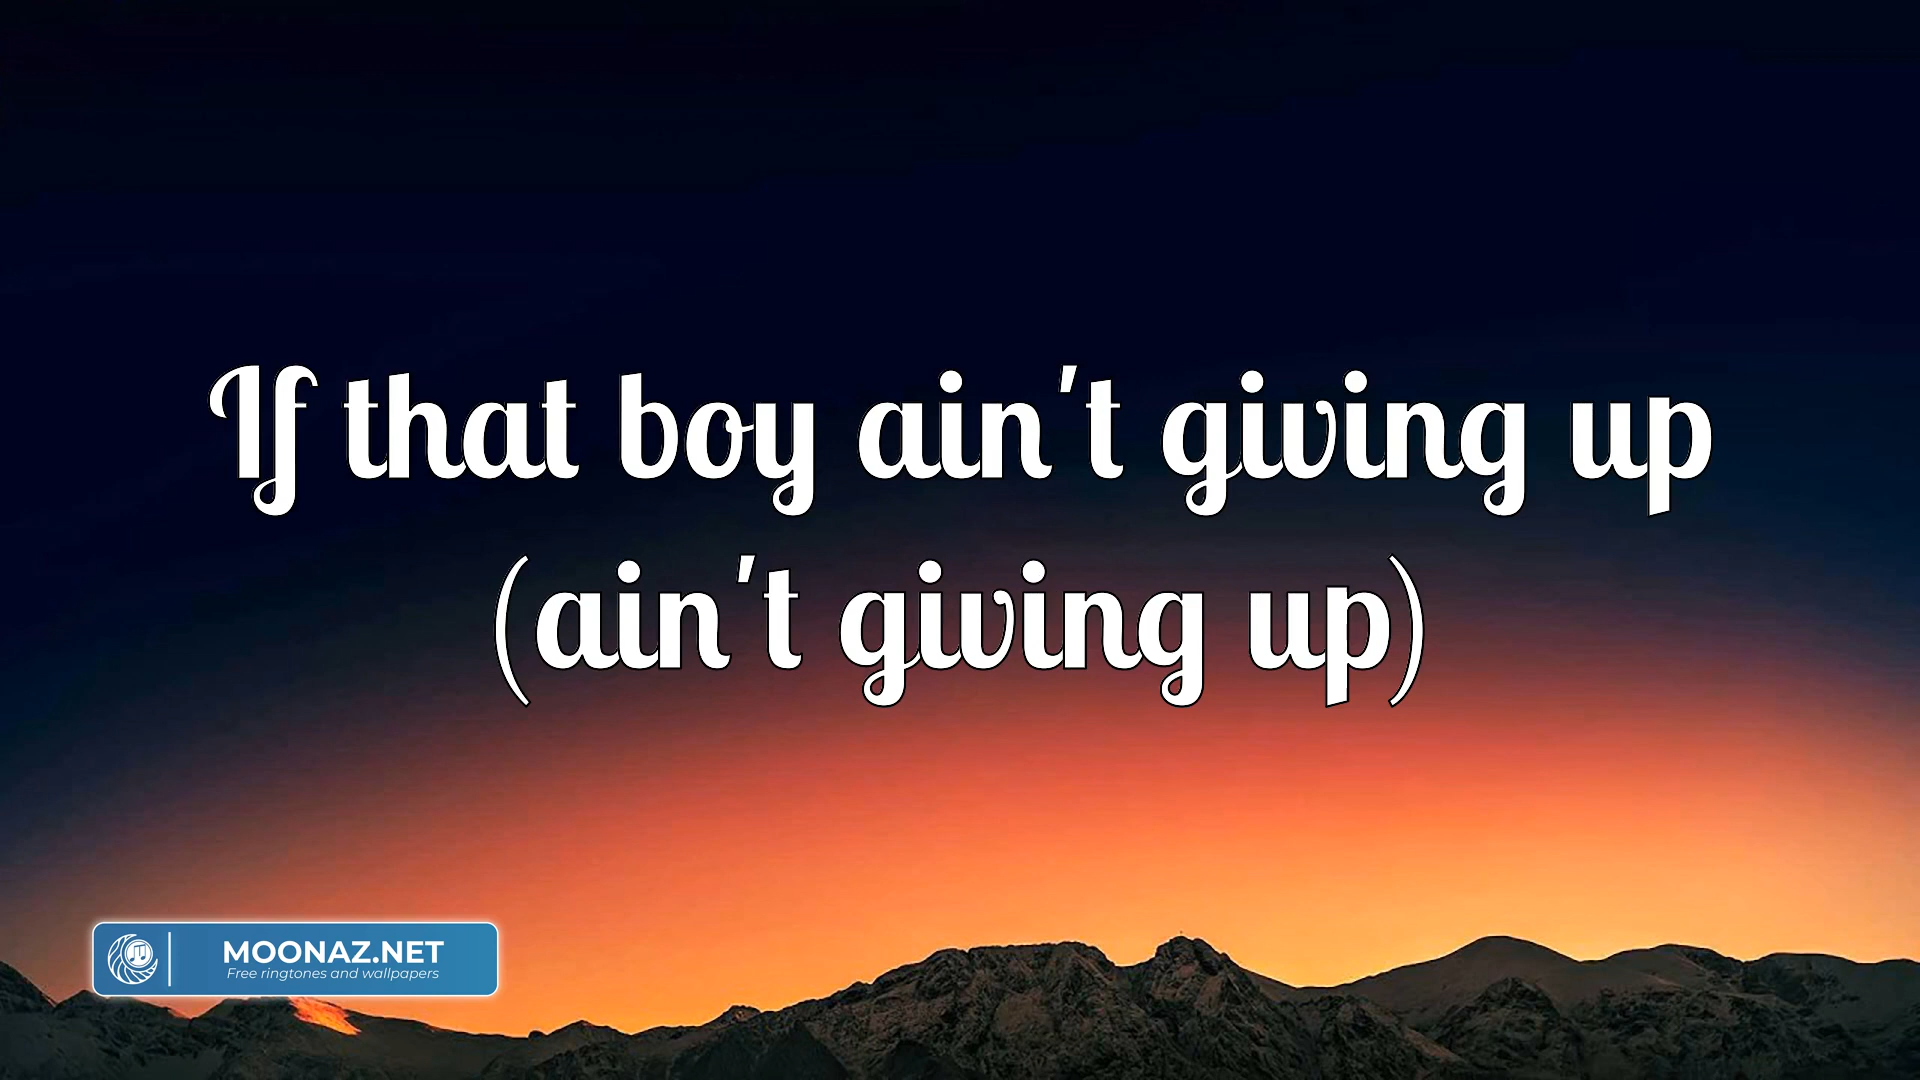 If that boy ain't giving up
(ain't giving up)
MOONAZ.NET
Free ringtones and wallpapers